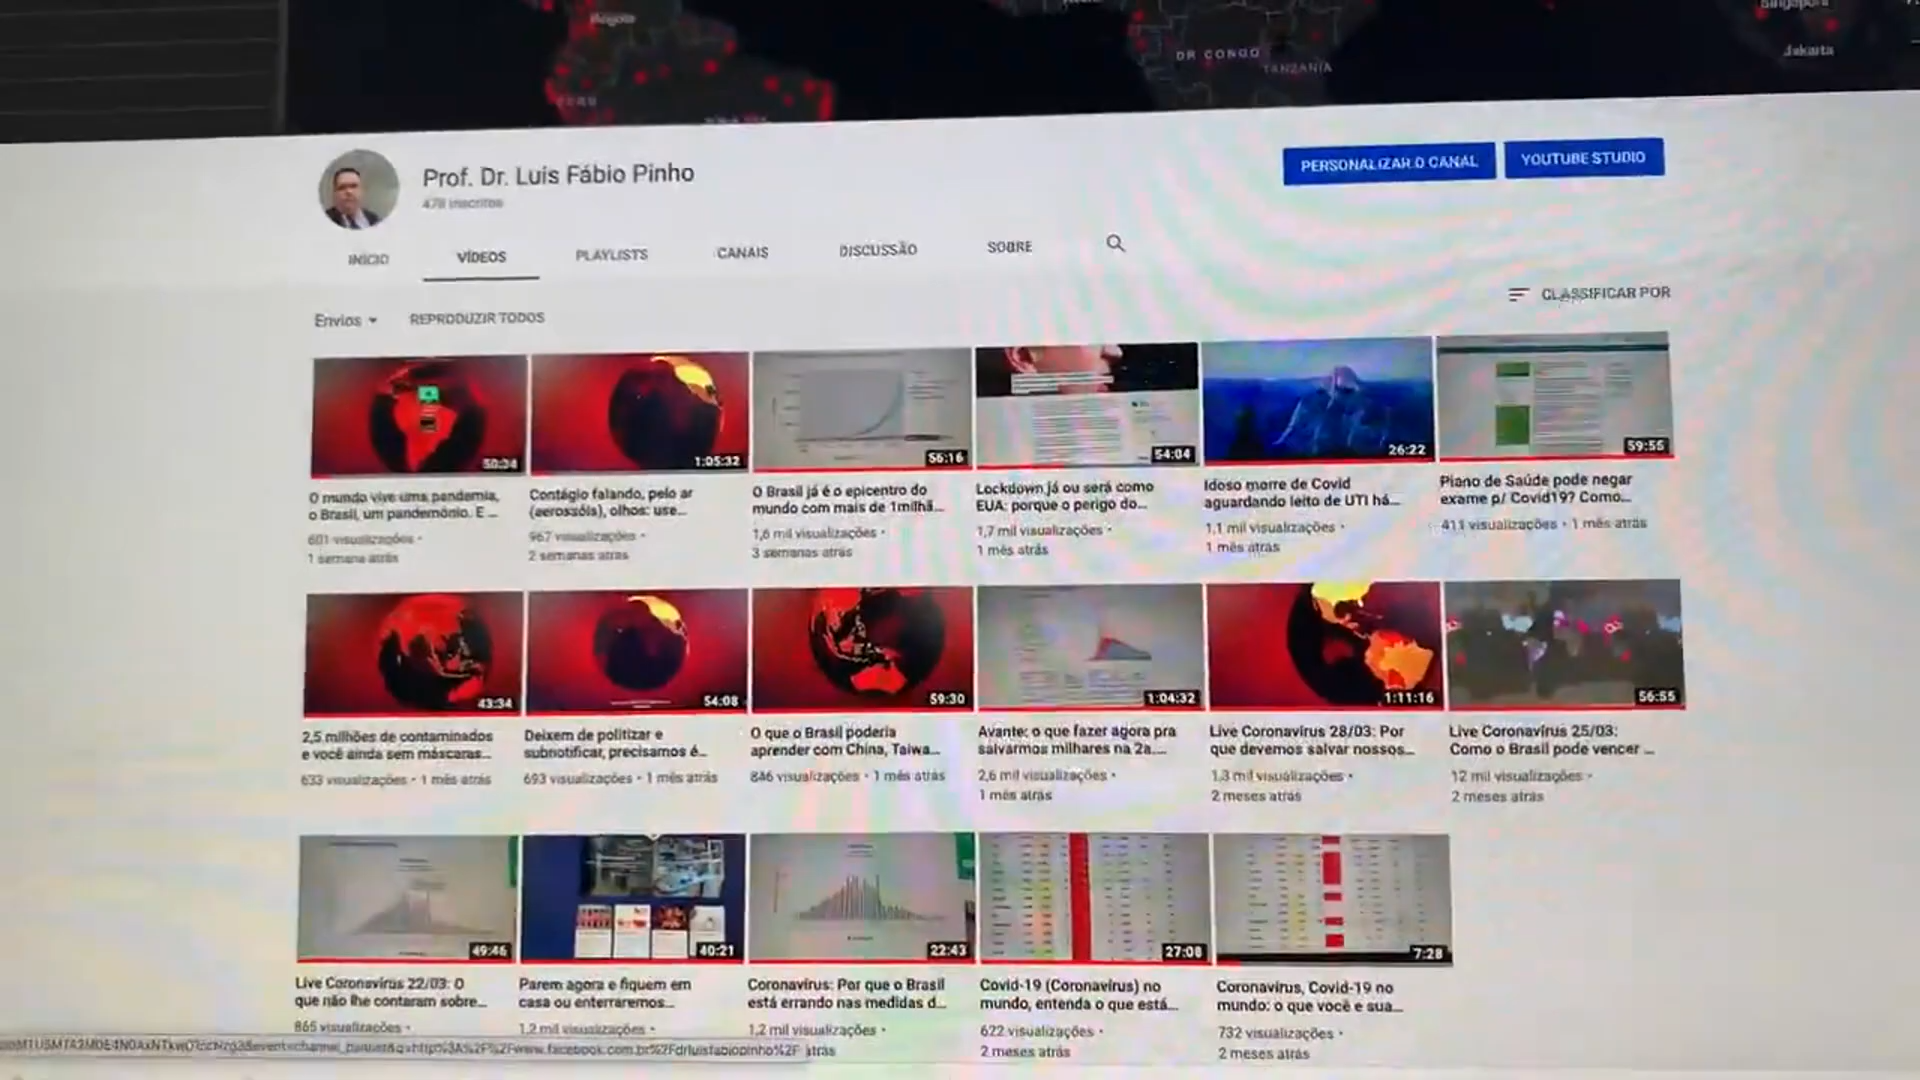 Bogota
DR CONGO
TANZANIA
Singapura
Jakarta
PERU
Prof. Dr. Luis Fábio Pinho
478 inscritos
PERSONALIZAR O CANAL
YOUTUBE STUDIO
INÍCIO
VÍDEOS
PLAYLISTS
CANAIS
DISCUSSÃO
SOBRE
CLASSIFICAR POR
Envios
REPRODUZIR TODOS
50:34
1:05:32
56:16
54:04
26:22
59:55
O mundo vive uma pandemia,
o Brasil, um pandemônio. E ...
601 visualizações •
1 semana atrás
Contágio falando, pelo ar
(aerossóis), olhos: use...
967 visualizações •
2 semanas atrás
O Brasil já é o epicentro do
mundo com mais de 1milhã...
1,6 mil visualizações •
3 semanas atrás
Lockdown já ou será como
EUA: porque o perigo do...
1,7 mil visualizações •
1 mês atrás
Idoso morre de Covid
aguardando leito de UTI há...
1,1 mil visualizações •
1 mês atrás
Plano de Saúde pode negar
exame p/ Covid19? Como...
411 visualizações • 1 mês atrás
43:34
54:08
59:30
1:04:32
1:11:16
56:55
2,5 milhões de contaminados
e você ainda sem máscaras...
633 visualizações • 1 mês atrás
Deixem de politizar e
subnotificar, precisamos é...
693 visualizações • 1 mês atrás
O que o Brasil poderia
aprender com China, Taiwa...
846 visualizações • 1 mês atrás
Avante: o que fazer agora pra
salvarmos milhares na 2a....
2,6 mil visualizações •
1 mês atrás
Live Coronavírus 28/03: Por
que devemos salvar nossos...
1,3 mil visualizações •
2 meses atrás
Live Coronavírus 25/03:
Como o Brasil pode vencer ...
12 mil visualizações •
2 meses atrás
49:46
40:21
22:43
27:08
7:28
Live Coronavírus 22/03: O
que não lhe contaram sobre...
865 visualizações •
Parem agora e fiquem em
casa ou enterraremos...
1,2 mil visualizações •
Coronavírus: Por que o Brasil
está errando nas medidas d...
1,2 mil visualizações •
atrás
Covid-19 (Coronavírus) no
mundo, entenda o que está...
622 visualizações •
2 meses atrás
Coronavírus, Covid-19 no
mundo: o que você e sua...
732 visualizações •
2 meses atrás